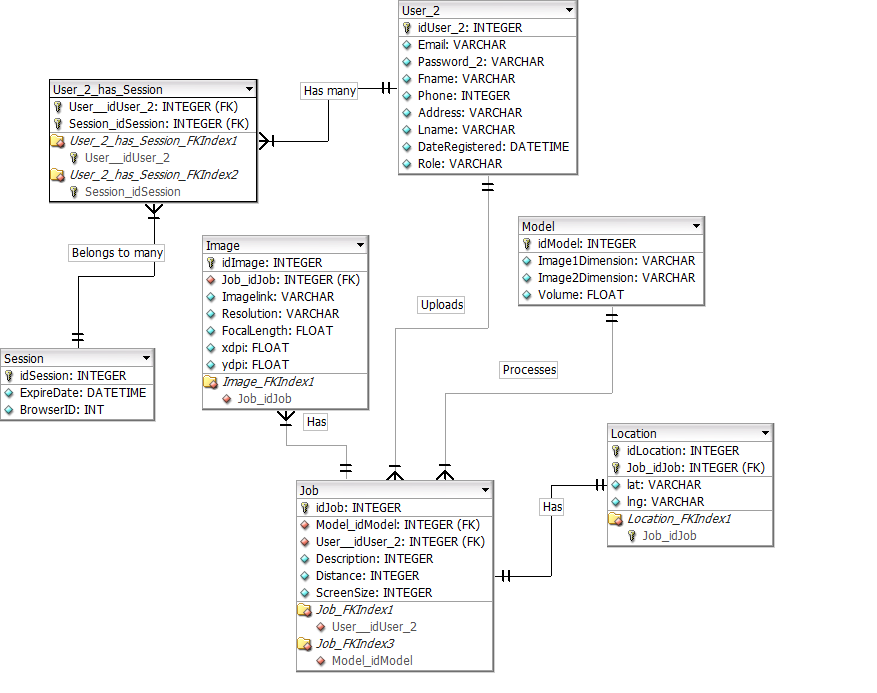 User_2
idUser_2: INTEGER
Email: VARCHAR
Password_2: VARCHAR
Fname: VARCHAR
Phone: INTEGER
Address: VARCHAR
Lname: VARCHAR
DateRegistered: DATETIME
Role: VARCHAR
Has many
User_2_has_Session
User__idUser_2: INTEGER (FK)
Session_idSession: INTEGER (FK)
User_2_has_Session_FKIndex1
User__idUser_2
User_2_has_Session_FKIndex2
Session_idSession
Belongs to many
Session
idSession: INTEGER
ExpireDate: DATETIME
BrowserID: INT
Image
idImage: INTEGER
Job_idJob: INTEGER (FK)
Imagelink: VARCHAR
Resolution: VARCHAR
FocalLength: FLOAT
xdpi: FLOAT
ydpi: FLOAT
Image_FKIndex1
Job_idJob
Has
Uploads
Model
idModel: INTEGER
Image1Dimension: VARCHAR
Image2Dimension: VARCHAR
Volume: FLOAT
Processes
Job
idJob: INTEGER
Model_idModel: INTEGER (FK)
User__idUser_2: INTEGER (FK)
Description: INTEGER
Distance: INTEGER
ScreenSize: INTEGER
Job_FKIndex1
User__idUser_2
Job_FKIndex3
Model_idModel
Has
Location
idLocation: INTEGER
Job_idJob: INTEGER (FK)
lat: VARCHAR
lng: VARCHAR
Location_FKIndex1
Job_idJob